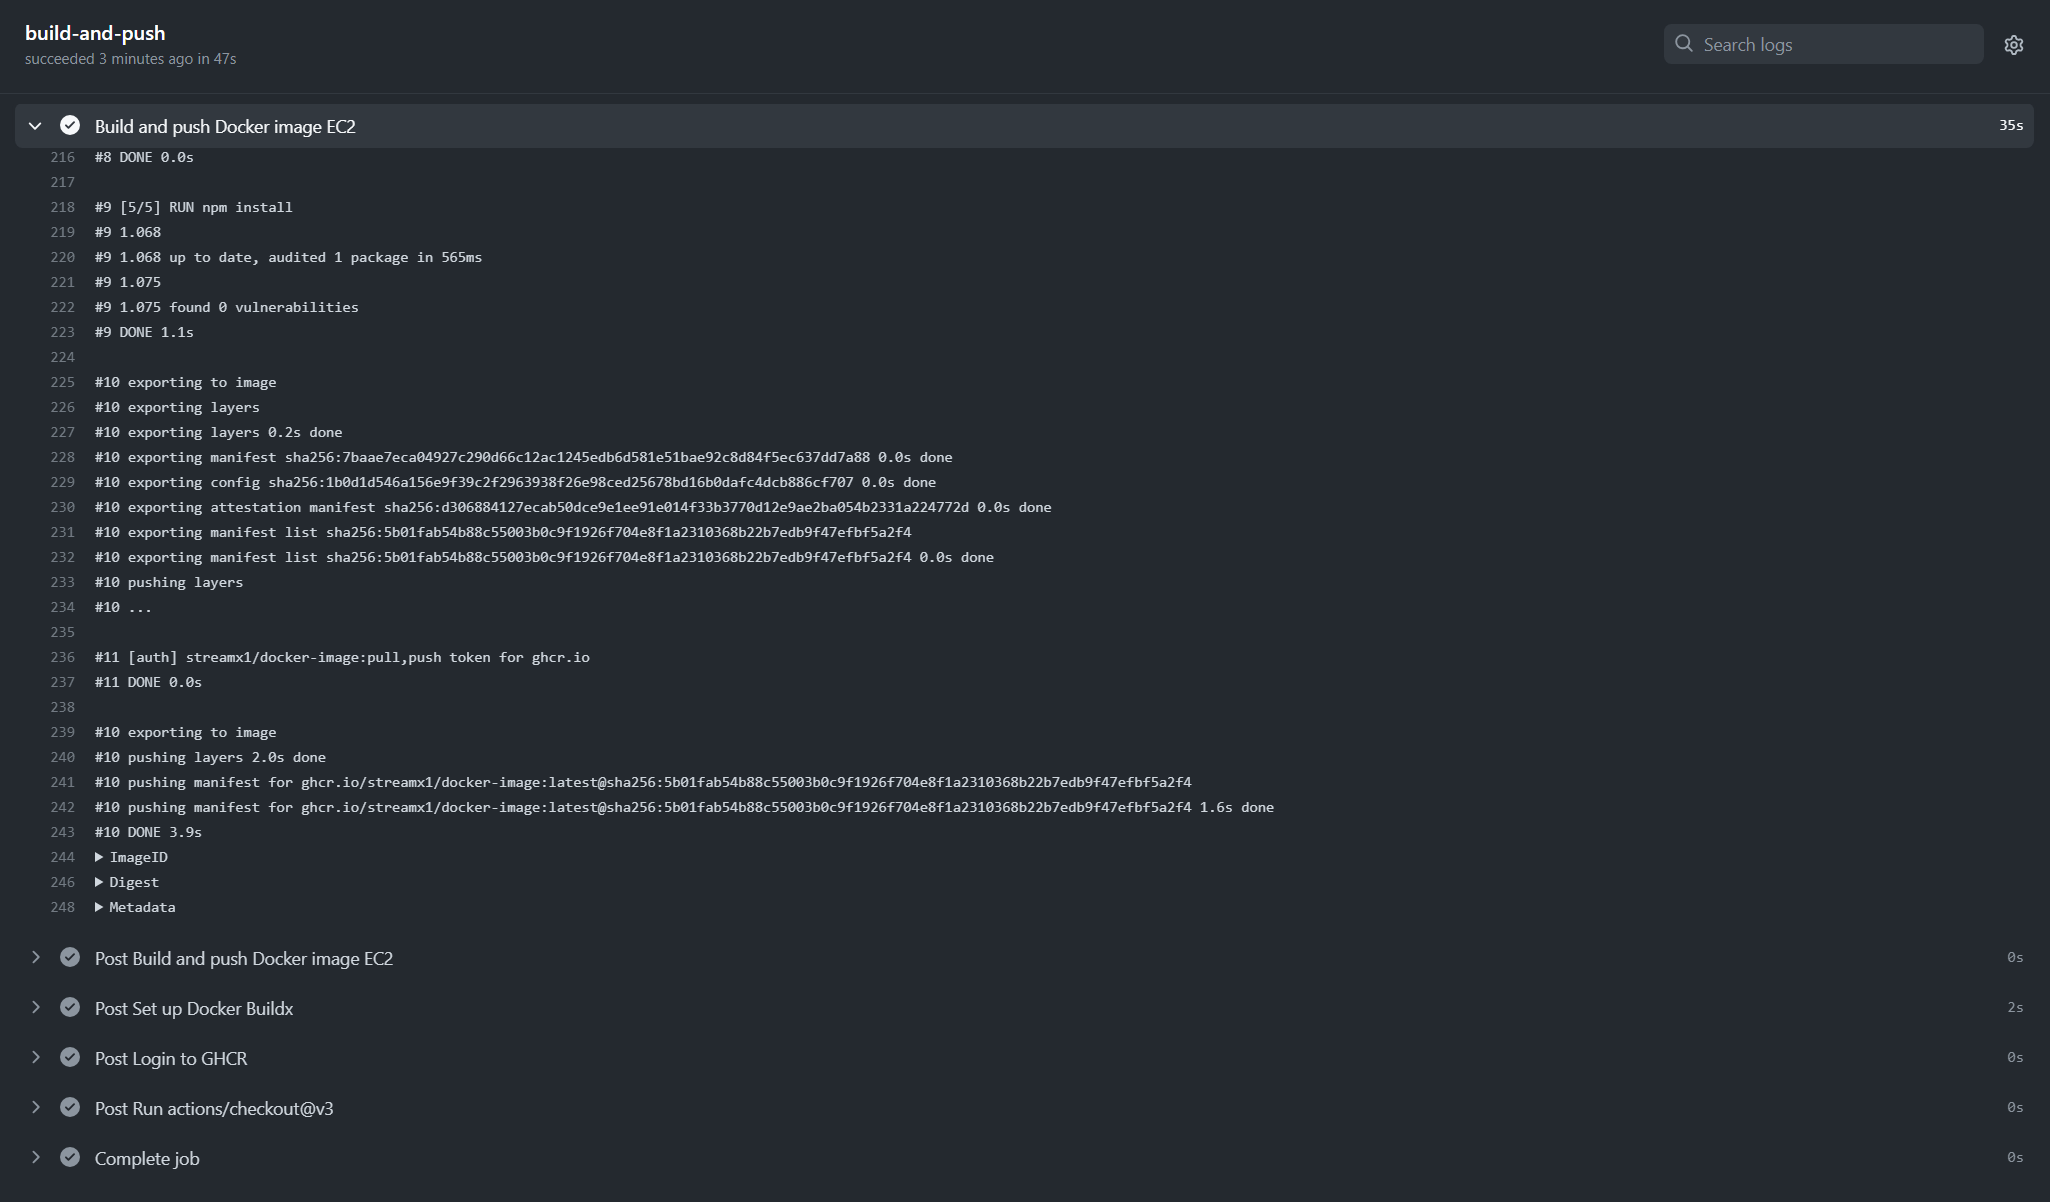 build-and-push
succeeded 3 minutes ago in 47s
Search logs
Build and push Docker image EC2 35s
216 #8 DONE 0.0s
217
218 #9 [5/5] RUN npm install
219 #9 1.068
220 #9 1.068 up to date, audited 1 package in 565ms
221 #9 1.075
222 #9 1.075 found 0 vulnerabilities
223 #9 DONE 1.1s
224
225 #10 exporting to image
226 #10 exporting layers
227 #10 exporting layers 0.2s done
228 #10 exporting manifest sha256:7baae7eca04927c290d66c12ac1245edb6d581e51bae92c8d84f5ec637dd7a88 0.0s done
229 #10 exporting config sha256:1b0d1d546a156e9f39c2f2963938f26e98ced25678bd16b0dafc4dcb886cf707 0.0s done
230 #10 exporting attestation manifest sha256:d306884127ecab50dce9e1ee91e014f33b3770d12e9ae2ba054b2331a224772d 0.0s done
231 #10 exporting manifest list sha256:5b01fab54b88c55003b0c9f1926f704e8f1a2310368b22b7edb9f47efbf5a2f4
232 #10 exporting manifest list sha256:5b01fab54b88c55003b0c9f1926f704e8f1a2310368b22b7edb9f47efbf5a2f4 0.0s done
233 #10 pushing layers
234 #10 ...
235
236 #11 [auth] streamx1/docker-image:pull,push token for ghcr.io
237 #11 DONE 0.0s
238
239 #10 exporting to image
240 #10 pushing layers 2.0s done
241 #10 pushing manifest for ghcr.io/streamx1/docker-image:latest@sha256:5b01fab54b88c55003b0c9f1926f704e8f1a2310368b22b7edb9f47efbf5a2f4
242 #10 pushing manifest for ghcr.io/streamx1/docker-image:latest@sha256:5b01fab54b88c55003b0c9f1926f704e8f1a2310368b22b7edb9f47efbf5a2f4 1.6s done
243 #10 DONE 3.9s
244 ImageID
246 Digest
248 Metadata
Post Build and push Docker image EC2 0s
Post Set up Docker Buildx 2s
Post Login to GHCR 0s
Post Run actions/checkout@v3 0s
Complete job 0s